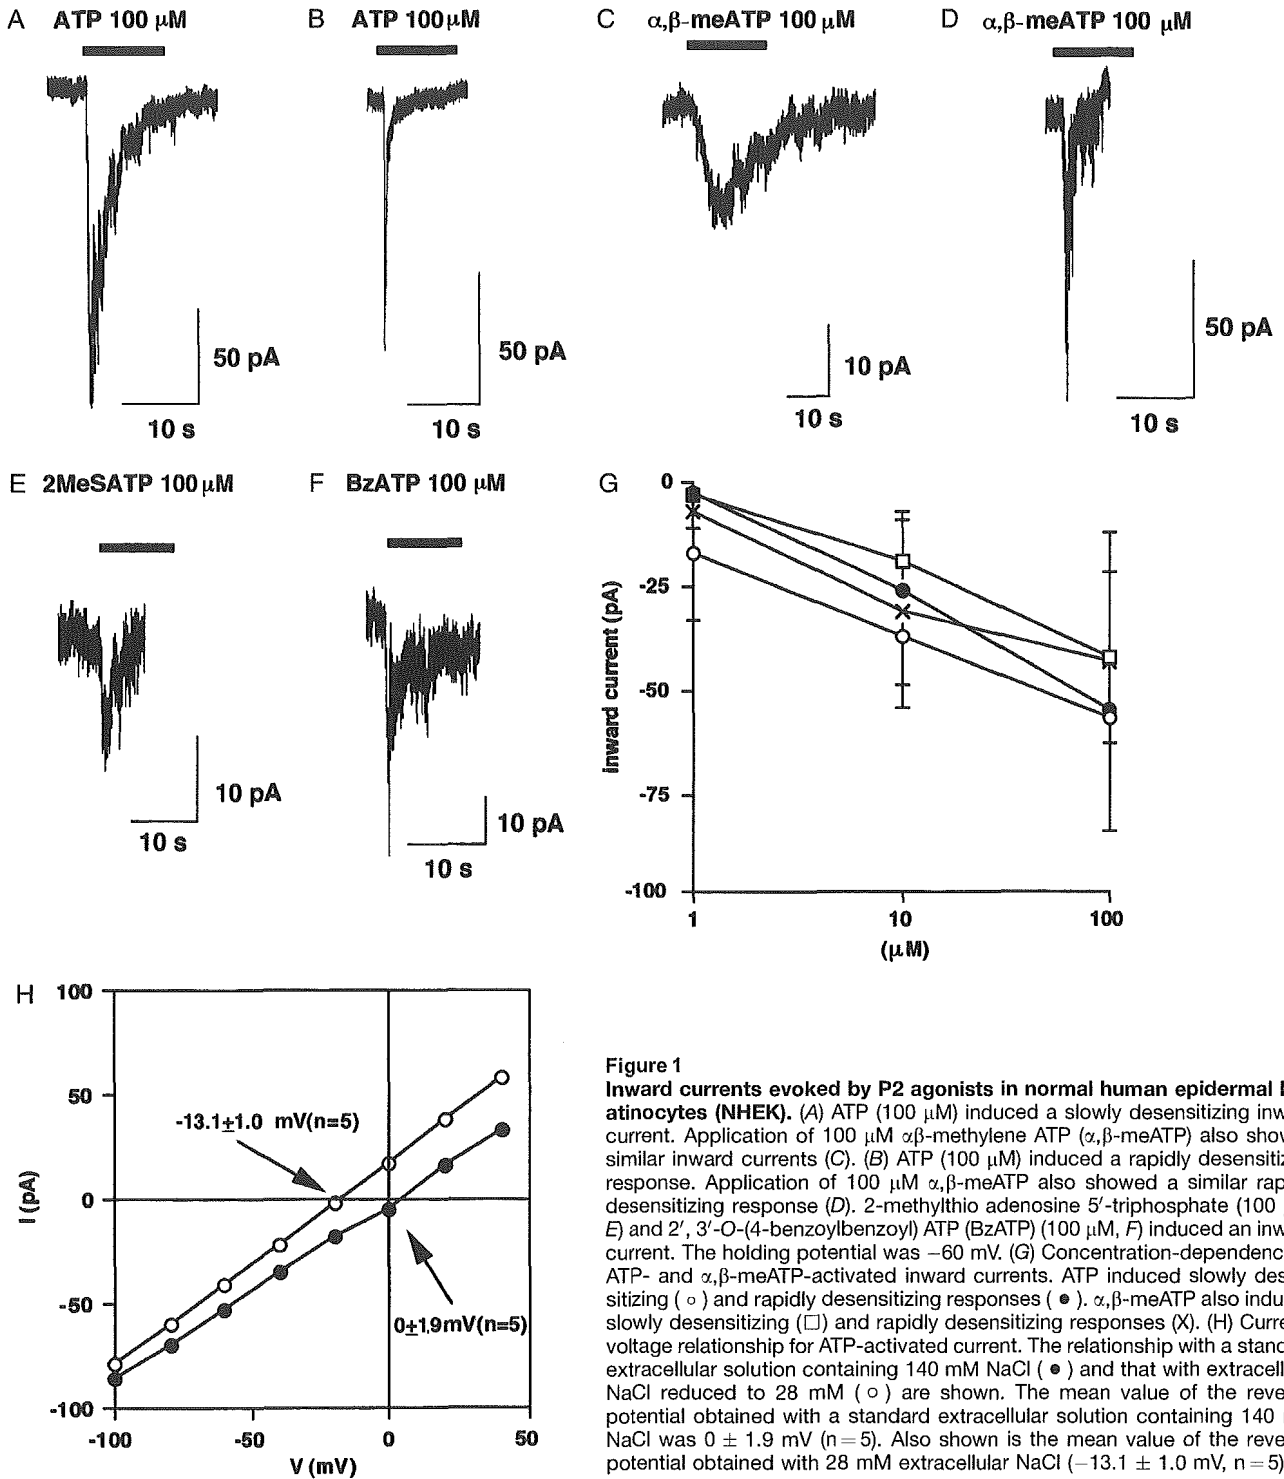 A ATP 100 μM
B ATP 100 μM
C α,β-meATP 100 μM
D α,β-meATP 100 μM
50 pA
10 s
50 pA
10 s
10 pA
10 s
50 pA
10 s
E 2MeSATP 100 μM
F BzATP 100 μM
G
10 pA
10 s
10 pA
10 s
Inward current (pA)
0
-25
-50
-75
-100
1 10 100
(μM)
H
I (pA)
100
50
0
-50
-100
-13.1±1.0 mV(n=5)
0±1.9mV(n=5)
-100 -50 0 50
V (mV)
Figure 1
Inward currents evoked by P2 agonists in normal human epidermal
atinocytes (NHEK). (A) ATP (100 μM) induced a slowly desensitizing inw
current. Application of 100 μM αβ-methylene ATP (α,β-meATP) also show
similar inward currents (C). (B) ATP (100 μM) induced a rapidly desensitiz
response. Application of 100 μM α,β-meATP also showed a similar rap
desensitizing response (D). 2-methylthio adenosine 5′-triphosphate (100
E) and 2′, 3′-O-(4-benzoylbenzoyl) ATP (BzATP) (100 μM, F) induced an inw
current. The holding potential was −60 mV. (G) Concentration-dependenc
ATP- and α,β-meATP-activated inward currents. ATP induced slowly des
sitizing (○) and rapidly desensitizing responses (●). α,β-meATP also indu
slowly desensitizing (□) and rapidly desensitizing responses (X). (H) Curre
voltage relationship for ATP-activated current. The relationship with a stand
extracellular solution containing 140 mM NaCl (●) and that with extracell
NaCl reduced to 28 mM (○) are shown. The mean value of the reve
potential obtained with a standard extracellular solution containing 140
NaCl was 0 ± 1.9 mV (n=5). Also shown is the mean value of the reve
potential obtained with 28 mM extracellular NaCl (−13.1 ± 1.0 mV, n=5)